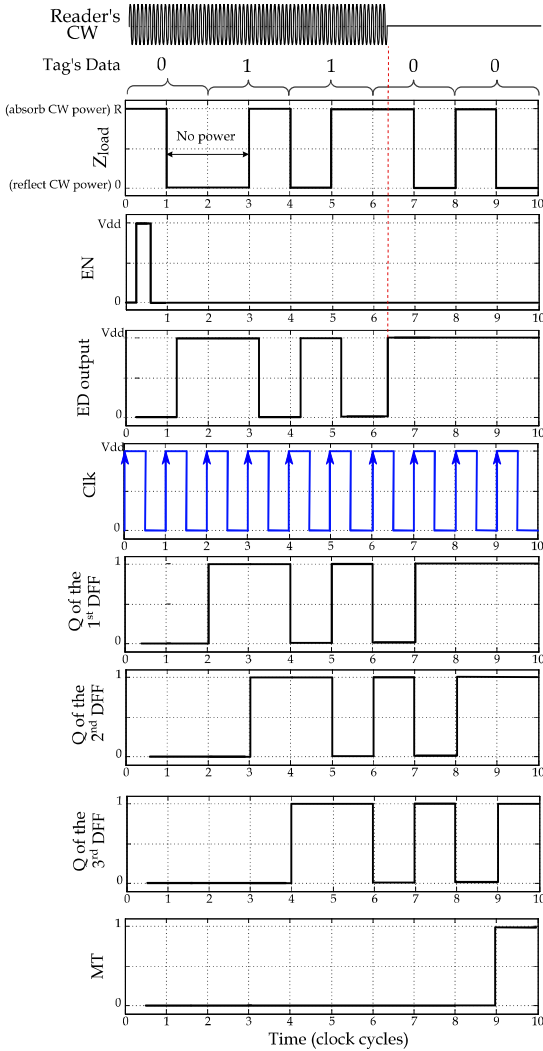 Reader's
CW
Tag's Data
0 1 1 0 0
(absorb CW power) R
No power
Zload
(reflect CW power) 0
0 1 2 3 4 5 6 7 8 9 10
Vdd
EN
0
1 2 3 4 5 6 7 8 9 10
Vdd
ED output
0
0 1 2 3 4 5 6 7 8 9 10
Vdd
Clk
0
0 1 2 3 4 5 6 7 8 9 10
1
Q of the
1st DFF
0
0 1 2 3 4 5 6 7 8 9 10
1
Q of the
2nd DFF
0
0 1 2 3 4 5 6 7 8 9 10
1
Q of the
3rd DFF
0
0 1 2 3 4 5 6 7 8 9 10
1
MT
0
0 1 2 3 4 5 6 7 8 9 10
Time (clock cycles)